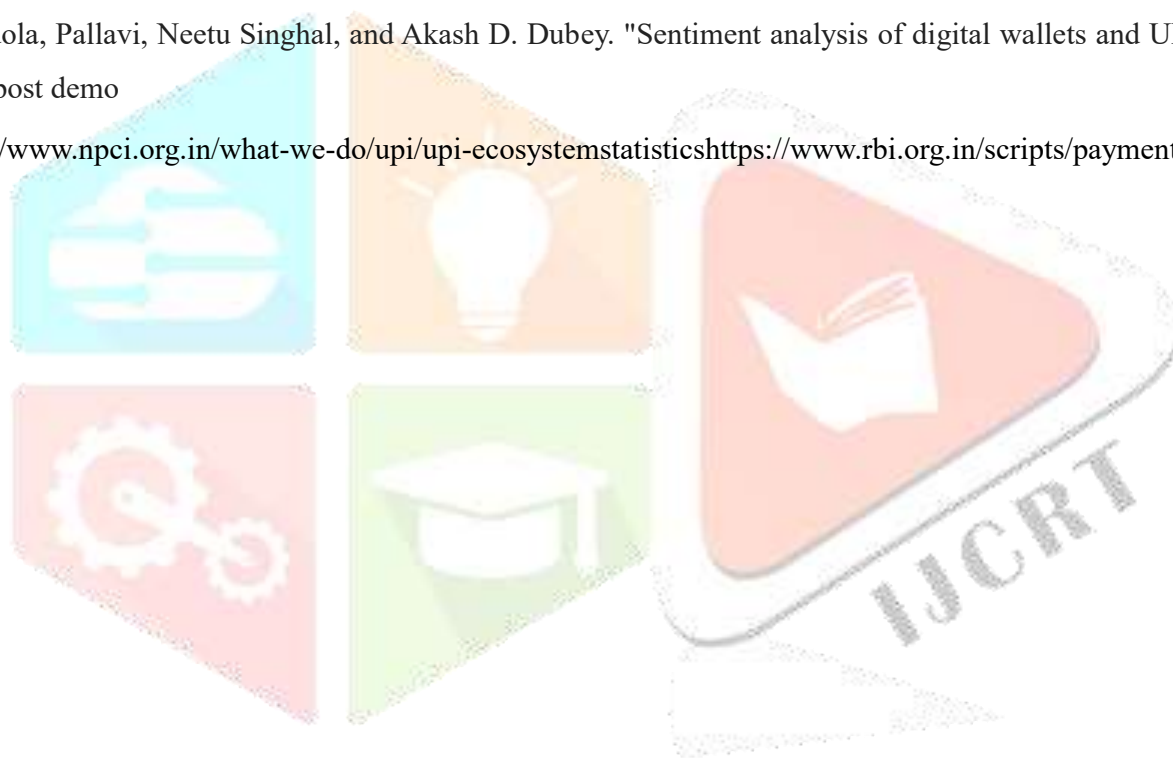 ola, Pallavi, Neetu Singhal, and Akash D. Dubey. "Sentiment analysis of digital wallets and U
post demo
/www.npci.org.in/what-we-do/upi/upi-ecosystemstatisticshttps://www.rbi.org.in/scripts/payment
IJCRT